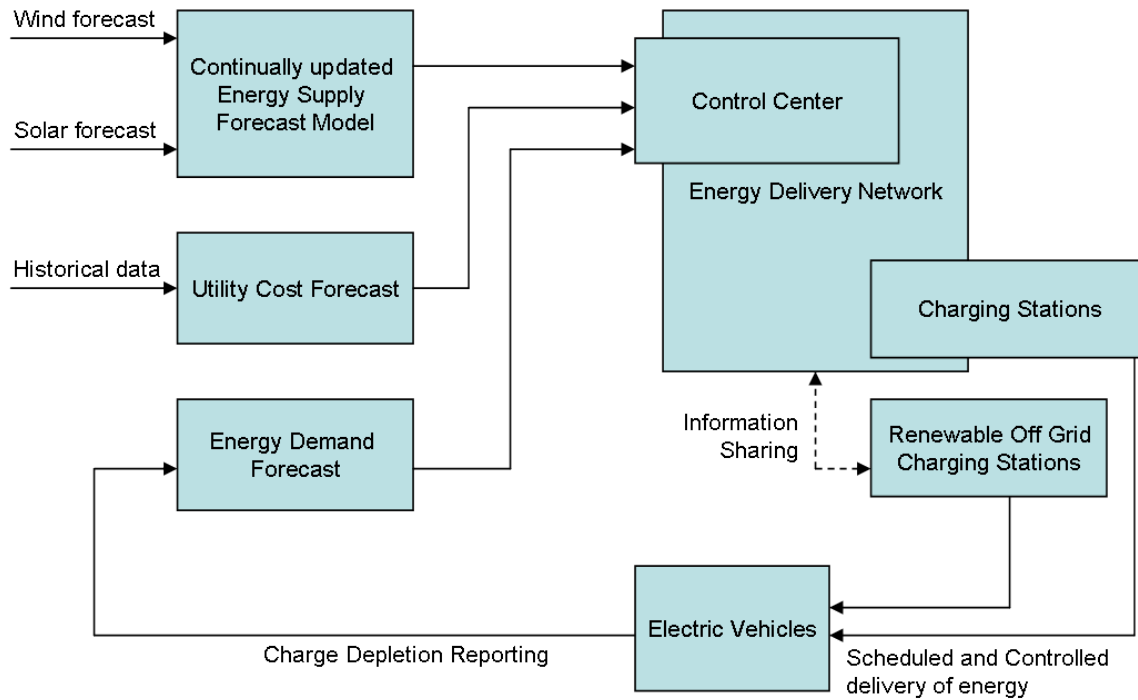 Wind forecast
Solar forecast
Continually updated
Energy Supply
Forecast Model
Control Center
Energy Delivery Network
Historical data
Utility Cost Forecast
Charging Stations
Energy Demand
Forecast
Information
Sharing
Renewable Off Grid
Charging Stations
Electric Vehicles
Charge Depletion Reporting
Scheduled and Controlled
delivery of energy